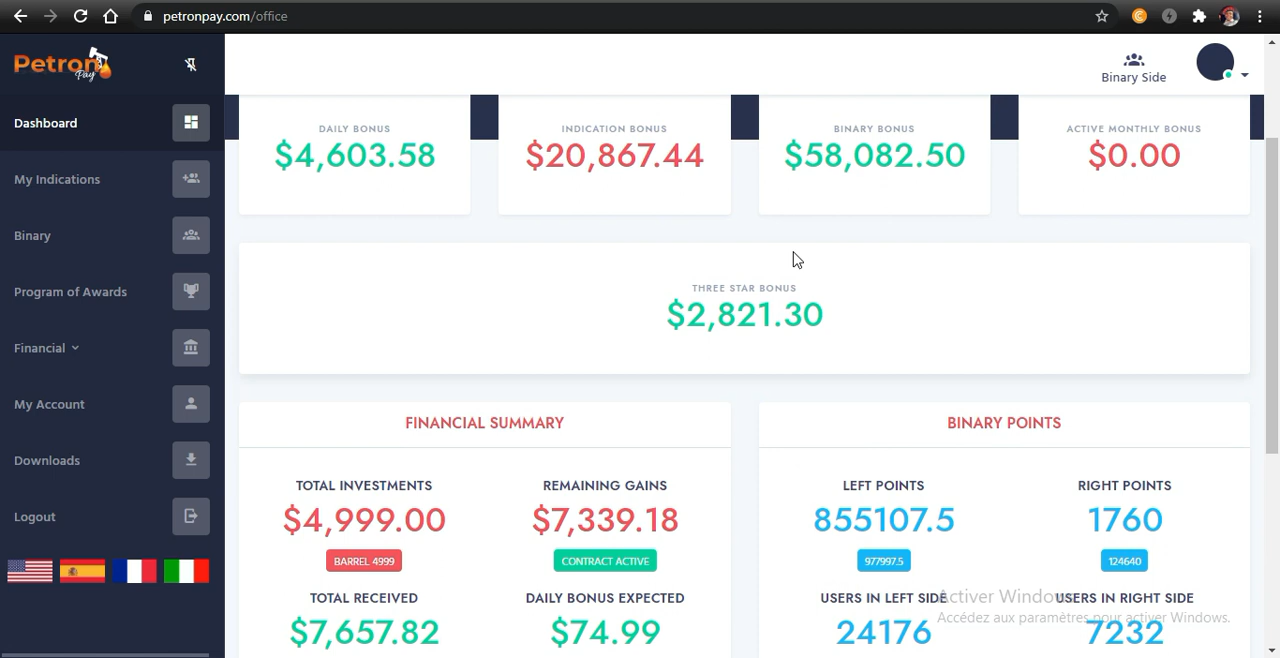 petronpay.com/office
Petron
Pay
Binary Side
Dashboard
My Indications
Binary
Program of Awards
Financial
My Account
Downloads
Logout
DAILY BONUS
$4,603.58
INDICATION BONUS
$20,867.44
BINARY BONUS
$58,082.50
ACTIVE MONTHLY BONUS
$0.00
THREE STAR BONUS
$2,821.30
FINANCIAL SUMMARY
TOTAL INVESTMENTS
$4,999.00
BARREL 4999
REMAINING GAINS
$7,339.18
CONTRACT ACTIVE
TOTAL RECEIVED
$7,657.82
DAILY BONUS EXPECTED
$74.99
BINARY POINTS
LEFT POINTS
855107.5
977997.5
RIGHT POINTS
1760
124640
USERS IN LEFT SIDE
24176
USERS IN RIGHT SIDE
7232
Activer Windows
Accédez aux paramètres pour activer Windows.